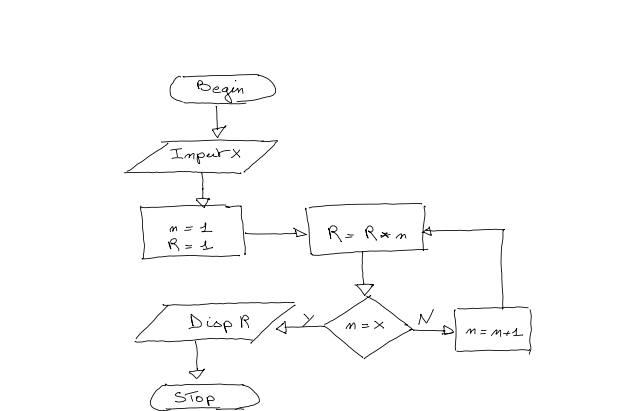 Begin
Input X
n = 1
R = 1
R = R * n
n = x
Y
N
n = n+1
Disp R
STop